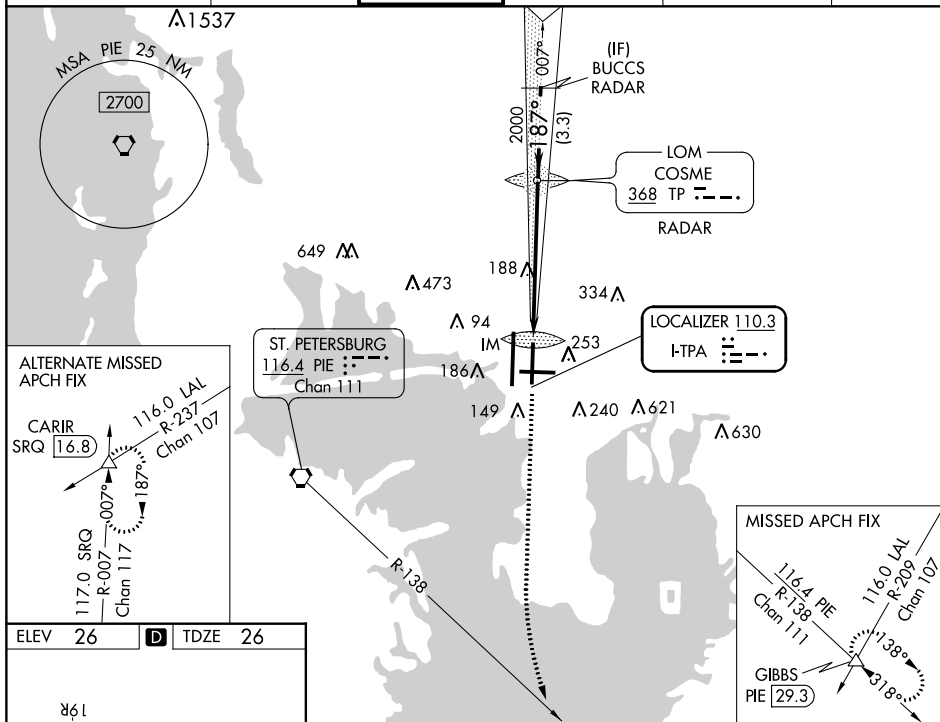 1537
MSA PIE 25 NM
2700
007°
(IF)
BUCCS
RADAR
2000
187°
(3.3)
LOM
COSME
368 TP
RADAR
649
473
188
334
94
IM
253
LOCALIZER 110.3
I-TPA
ST. PETERSBURG
116.4 PIE
Chan 111
186
149
240
621
630
R-138
ALTERNATE MISSED
APCH FIX
CARIR
SRQ 16.8
116.0 LAL
R-237
Chan 107
007°
187°
117.0 SRQ
R-007
Chan 117
MISSED APCH FIX
116.4 PIE
R-138
Chan 111
116.0 LAL
R-209
Chan 107
138°
318°
GIBBS
PIE 29.3
ELEV 26 D TDZE 26
19R